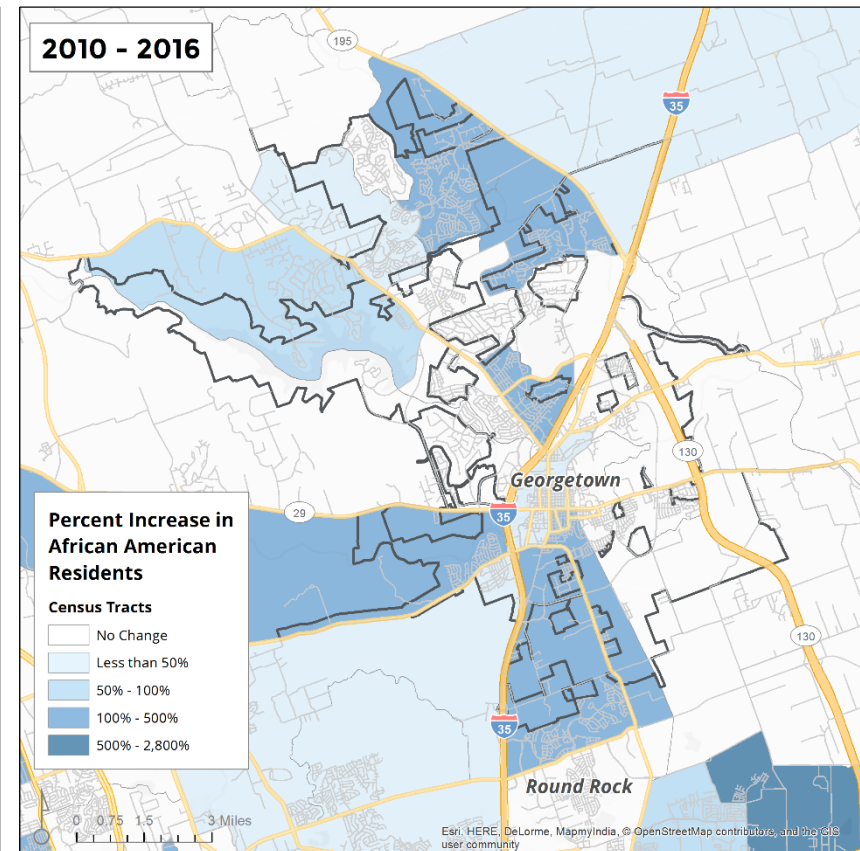 2010 - 2016
195
35
130
Georgetown
29
35
Percent Increase in
African American
Residents
Census Tracts
No Change
Less than 50%
50% - 100%
100% - 500%
500% - 2,800%
130
35
Round Rock
0 0.75 1.5 3 Miles
Esri, HERE, DeLorme, MapmyIndia, © OpenStreetMap contributors, and the GIS
user community